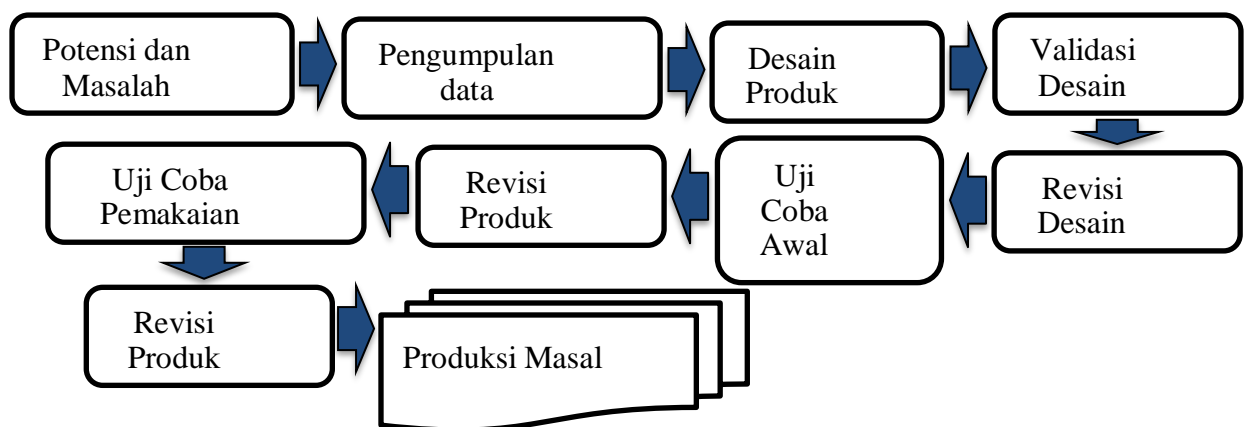 Potensi dan
Masalah
Pengumpulan
data
Desain
Produk
Validasi
Desain
Revisi
Desain
Uji
Coba
Awal
Revisi
Produk
Uji Coba
Pemakaian
Revisi
Produk
Produksi Masal